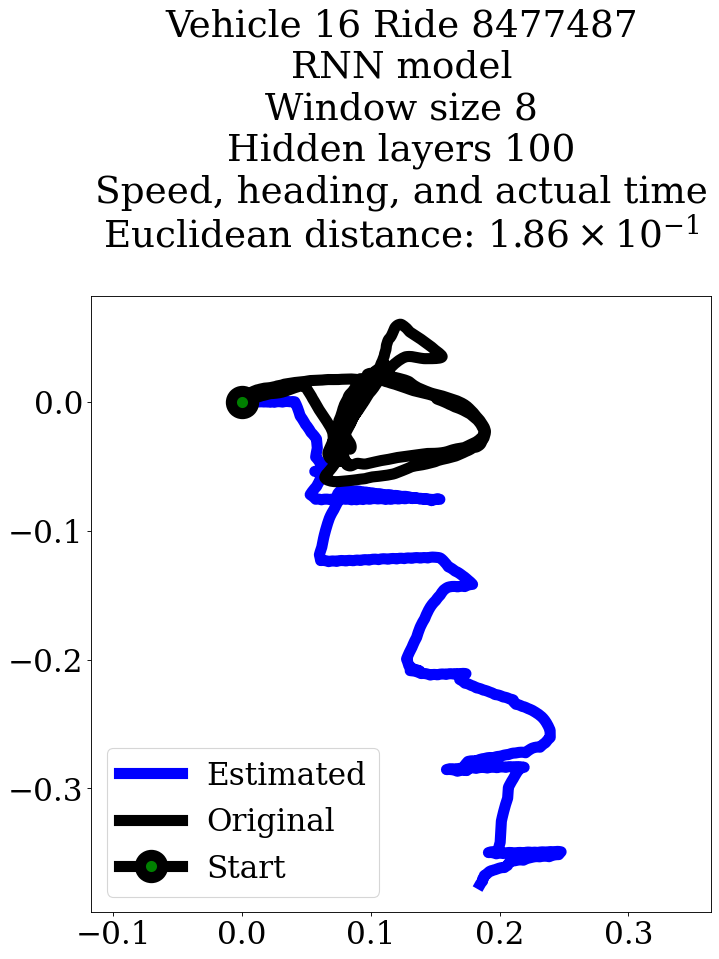 Vehicle 16 Ride 8477487
RNN model
Window size 8
Hidden layers 100
Speed, heading, and actual time
Euclidean distance: 1.86 × 10⁻¹
0.0
−0.1
−0.2
−0.3
Estimated
Original
Start
−0.1 0.0 0.1 0.2 0.3